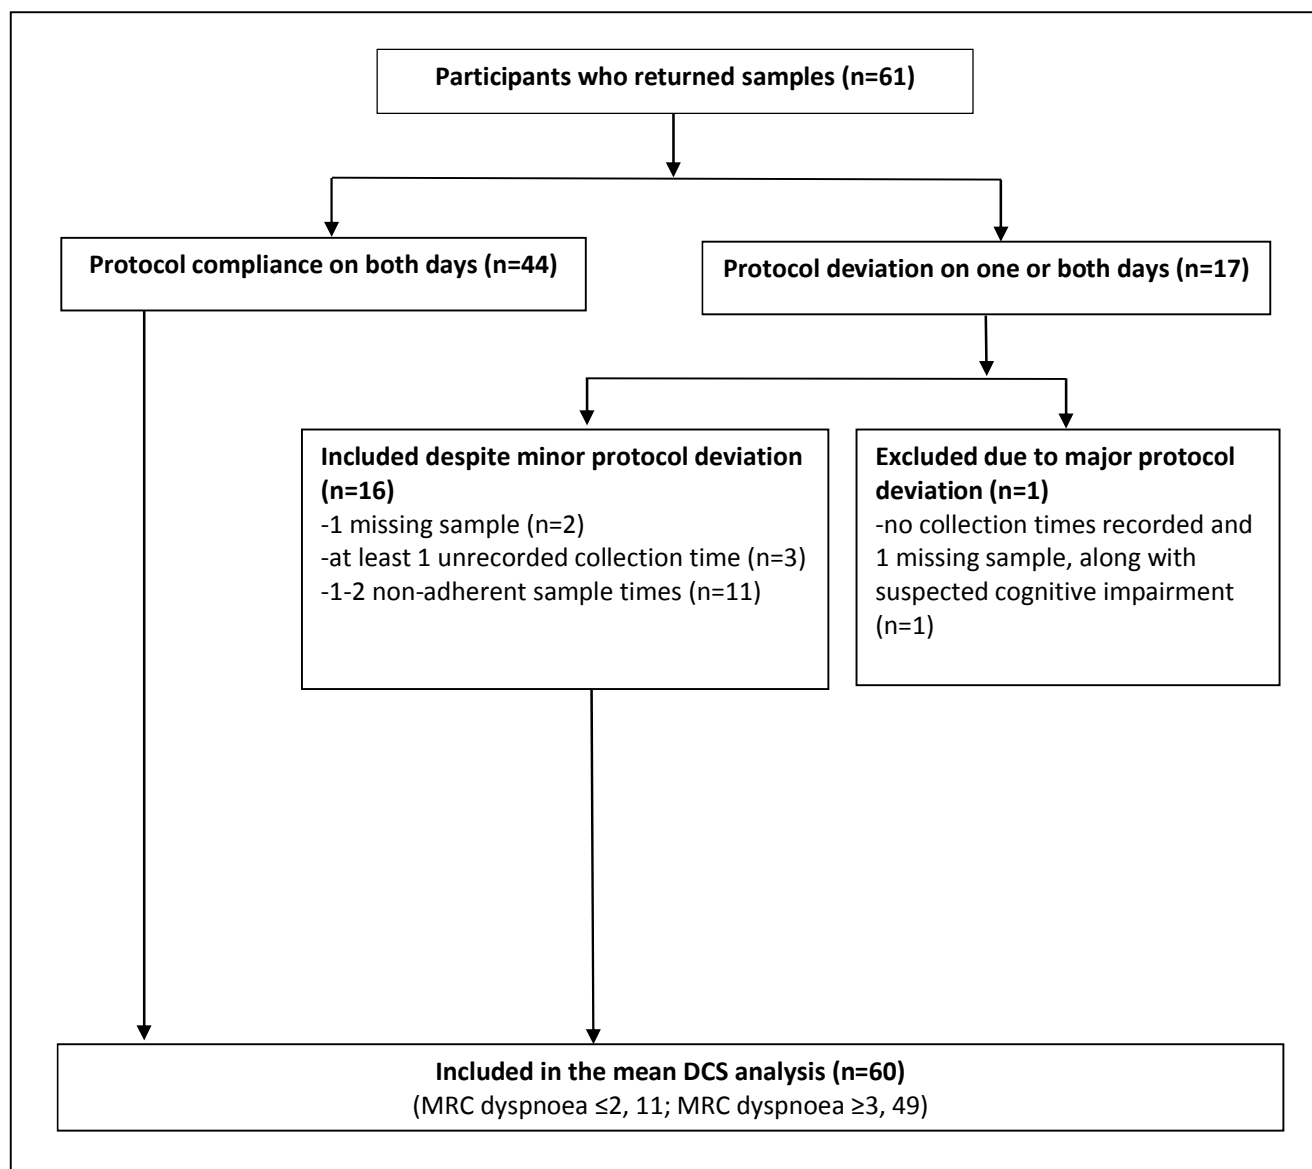 Participants who returned samples (n=61)
Protocol compliance on both days (n=44)
Protocol deviation on one or both days (n=17)
Included despite minor protocol deviation
(n=16)
-1 missing sample (n=2)
-at least 1 unrecorded collection time (n=3)
-1-2 non-adherent sample times (n=11)
Excluded due to major protocol
deviation (n=1)
-no collection times recorded and
1 missing sample, along with
suspected cognitive impairment
(n=1)
Included in the mean DCS analysis (n=60)
(MRC dyspnoea ≤2, 11; MRC dyspnoea ≥3, 49)